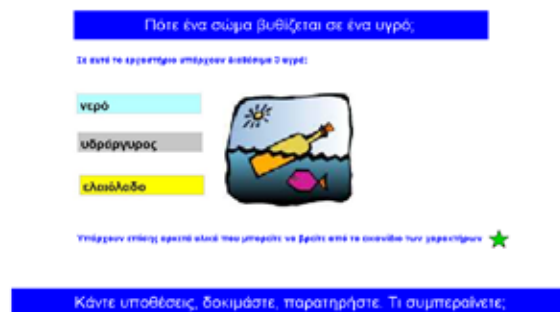 Πότε ένα σώμα βυθίζεται σε ένα υγρό;
Σε αυτό το εργαστήριο υπάρχουν διαθέσιμα 3 υγρά:
νερό
υδράργυρος
ελαιόλαδο
Υπάρχουν επίσης αρκετά υλικά που μπορείτε να βρείτε από το εικονίδιο των χαρακτήρων
Κάντε υποθέσεις, δοκιμάστε, παρατηρήστε. Τι συμπεραίνετε;